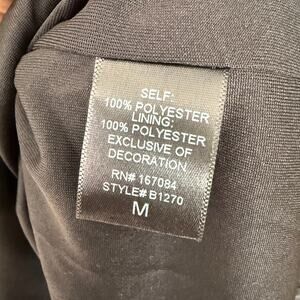 SELF:
100% POLYESTER
LINING:
100% POLYESTER
EXCLUSIVE OF
DECORATION
RN# 167084
STYLE# B1270
M